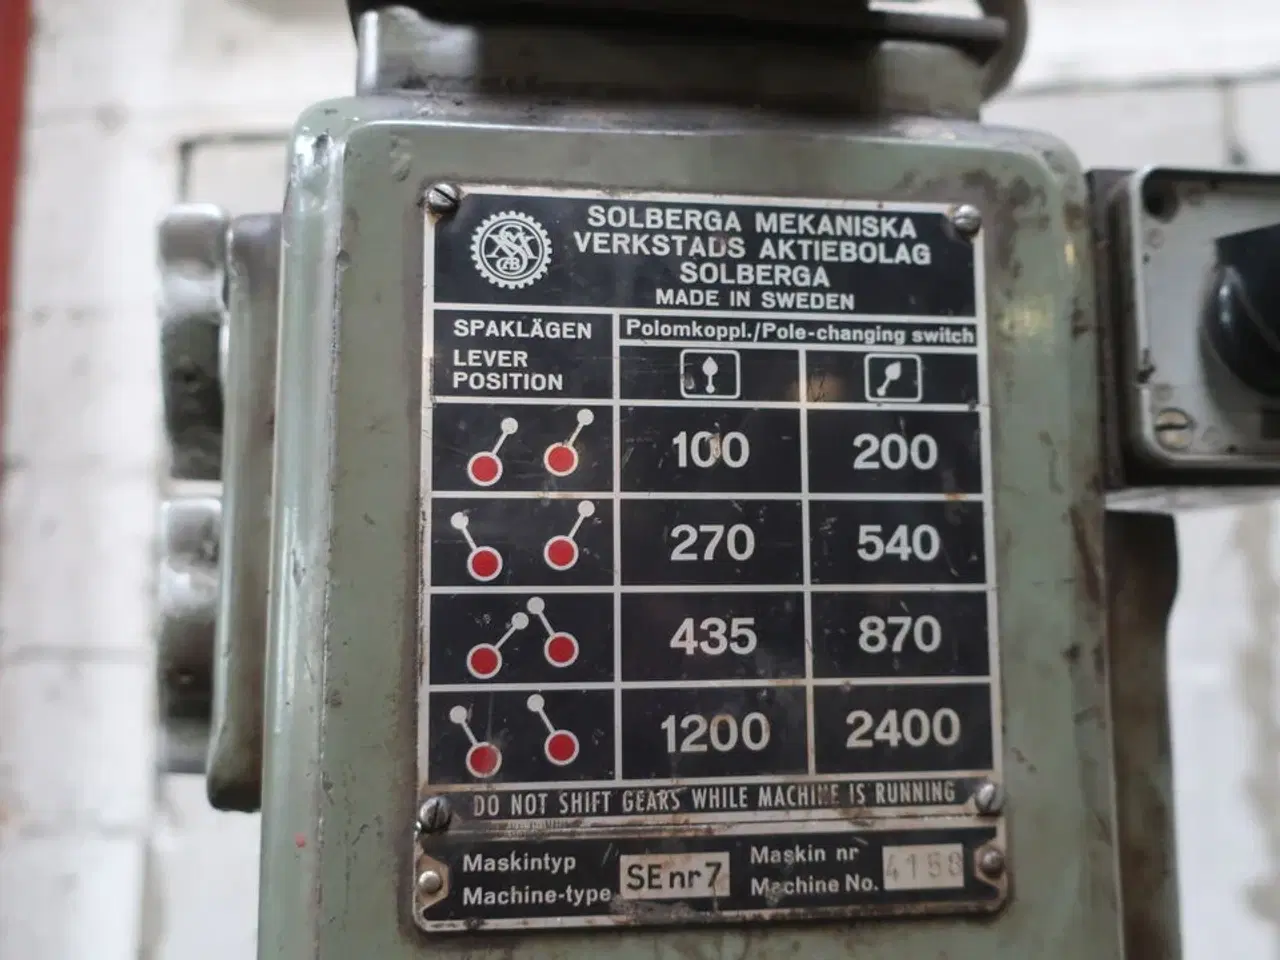 SOLBERGA MEKANISKA
VERKSTADS AKTIEBOLAG
SOLBERGA
MADE IN SWEDEN
SPAKLÄGEN
LEVER
POSITION
Polomkoppl./Pole-changing switch
100 200
270 540
435 870
1200 2400
DO NOT SHIFT GEARS WHILE MACHINE IS RUNNING
Maskintyp
Machine-type
SE nr 7
Maskin nr
Machine No.